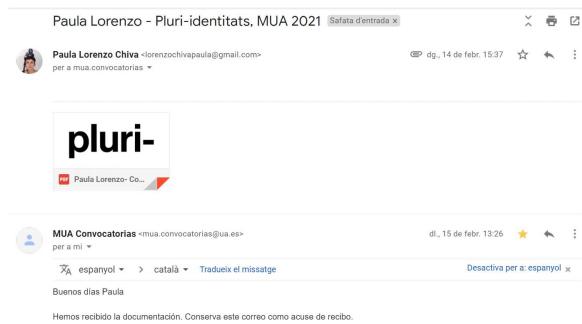 Paula Lorenzo - Pluri-identitats, MUA 2021 Safata d'entrada x
Paula Lorenzo Chiva <lorenzochivapaula@gmail.com> dg., 14 de febr. 15:37
per a mua.convocatorias
pluri-
PDF Paula Lorenzo- Co...
MUA Convocatorias <mua.convocatorias@ua.es> dl., 15 de febr. 13:26
per a mi
espanyol > català Tradueix el missatge Desactiva per a: espanyol x
Buenos días Paula
Hemos recibido la documentación. Conserva este correo como acuse de recibo.